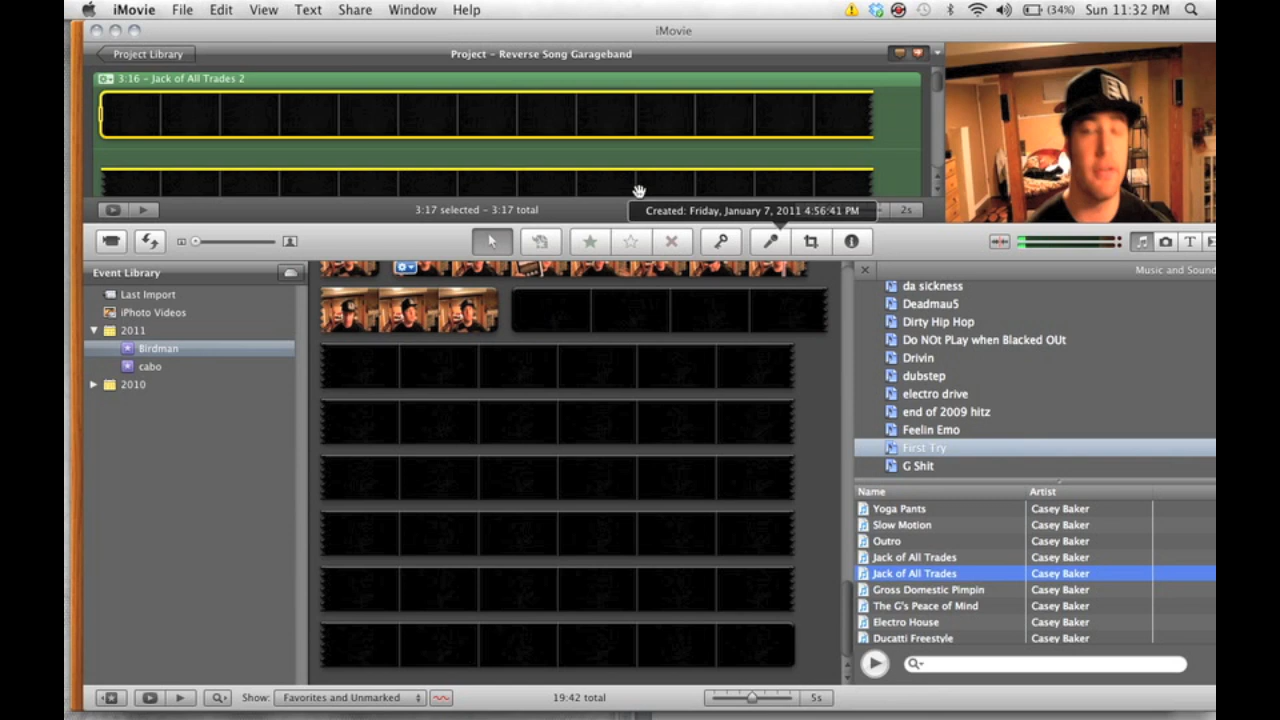 iMovie File Edit View Text Share Window Help (34%) Sun 11:32 PM
iMovie
Project Library
Project - Reverse Song Garageband
3:16 - Jack of All Trades 2
3:17 selected - 3:17 total
Created: Friday, January 7, 2011 4:56:41 PM
2s
T
Event Library
Last Import
iPhoto Videos
2011
Birdman
cabo
2010
Music and Sound
da sickness
Deadmau5
Dirty Hip Hop
Do NOt PLay when Blacked OUt
Drivin
dubstep
electro drive
end of 2009 hitz
Feelin Emo
First Try
G Shit
Name Artist
Yoga Pants Casey Baker
Slow Motion Casey Baker
Outro Casey Baker
Jack of All Trades Casey Baker
Jack of All Trades Casey Baker
Gross Domestic Pimpin Casey Baker
The G's Peace of Mind Casey Baker
Electro House Casey Baker
Ducatti Freestyle Casey Baker
Show: Favorites and Unmarked
19:42 total
5s